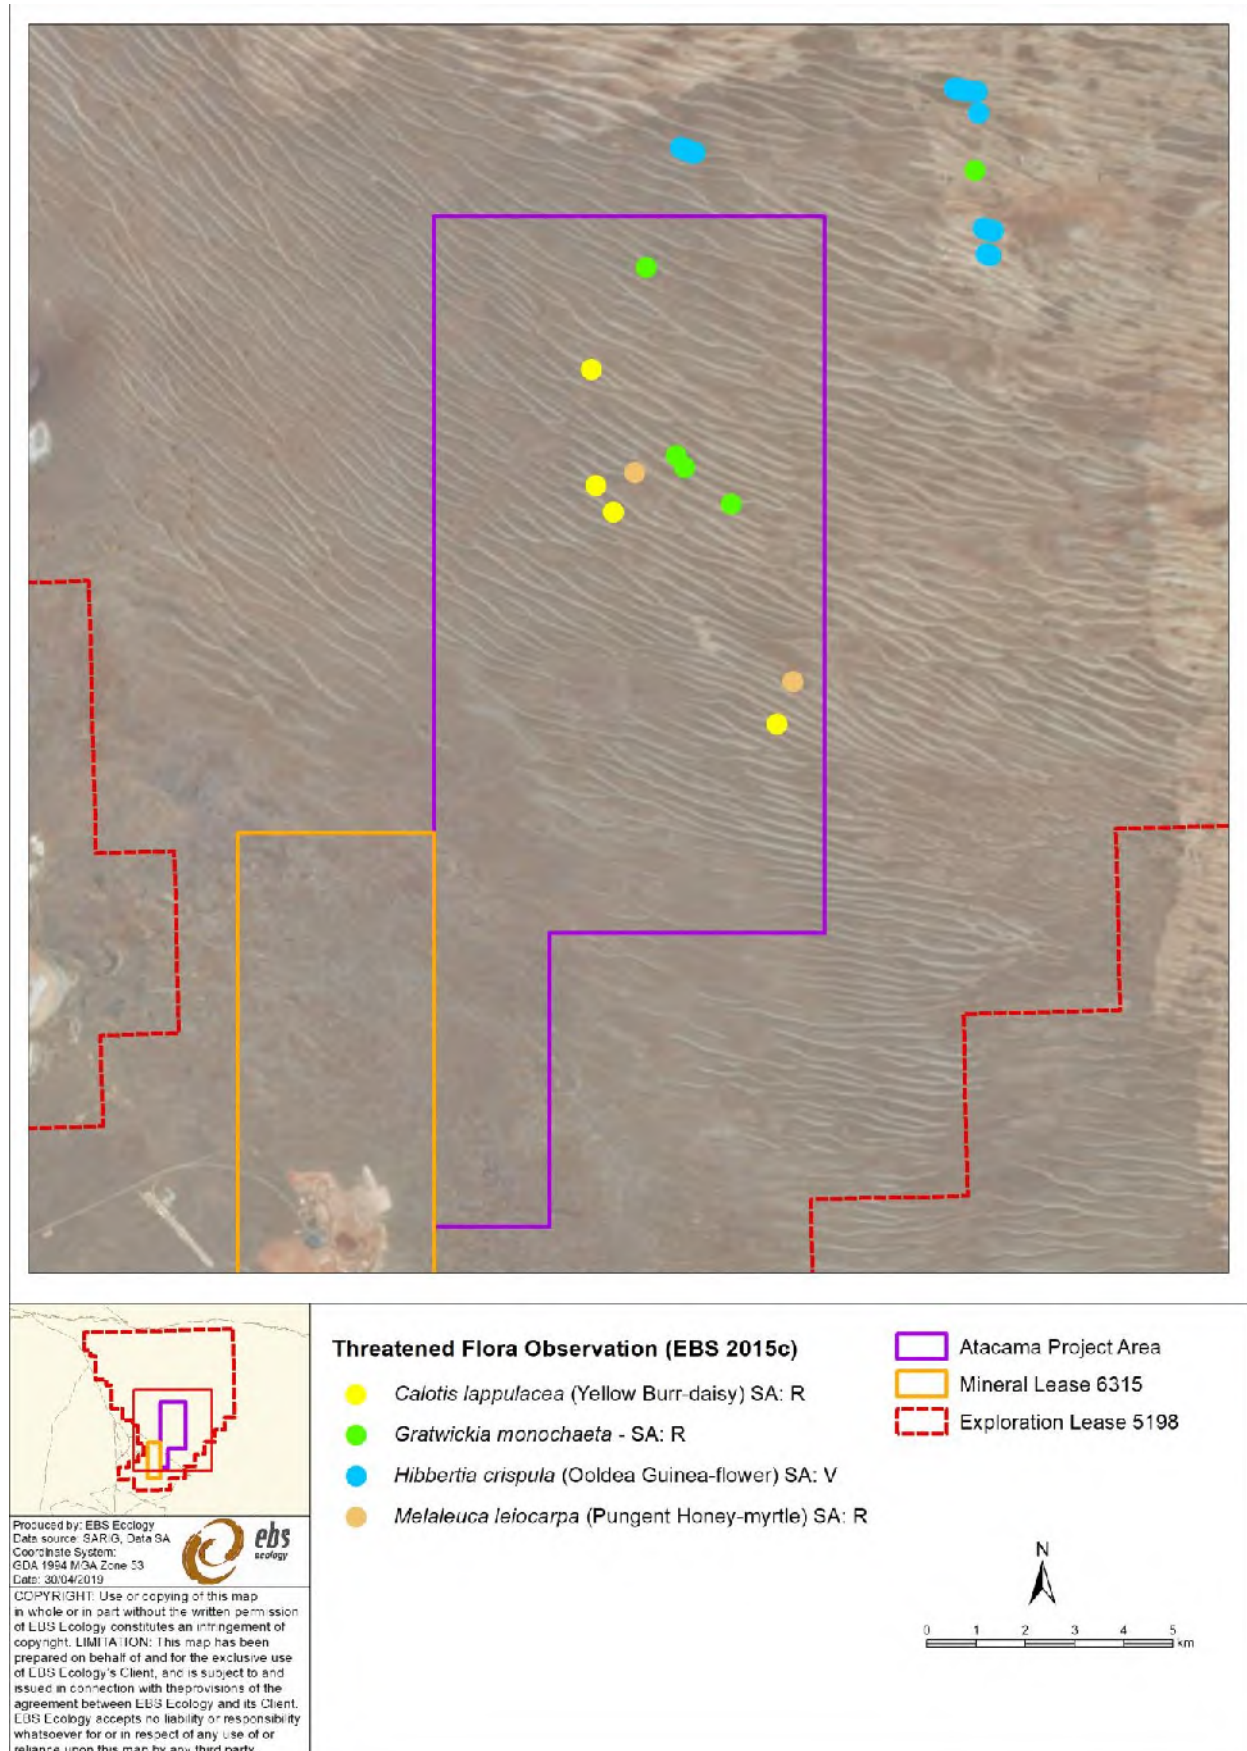 Threatened Flora Observation (EBS 2015c)
Calotis lappulacea (Yellow Burr-daisy) SA: R
Gratwickia monochaeta - SA: R
Hibbertia crispula (Ooldea Guinea-flower) SA: V
Melaleuca leiocarpa (Pungent Honey-myrtle) SA: R
Atacama Project Area
Mineral Lease 6315
Exploration Lease 5198
N
0 1 2 3 4 5
km
Produced by: EBS Ecology
Data source: SARIG, Data SA
Coordinate System:
GDA 1994 MGA Zone 53
Date: 30/04/2019
ebs
ecology
COPYRIGHT: Use or copying of this map
in whole or in part without the written permission
of EBS Ecology constitutes an infringement of
copyright. LIMITATION: This map has been
prepared on behalf of and for the exclusive use
of EBS Ecology's Client, and is subject to and
issued in connection with theprovisions of the
agreement between EBS Ecology and its Client.
EBS Ecology accepts no liability or responsibility
whatsoever for or in respect of any use of or
reliance upon this map by any third party.